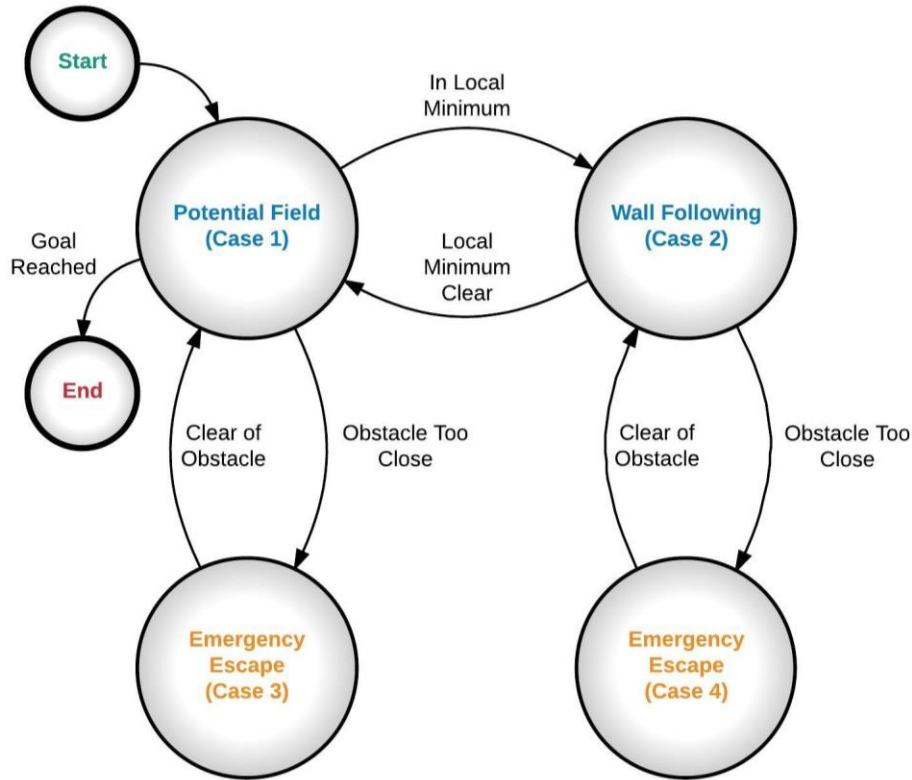 Start
In Local
Minimum
Potential Field
(Case 1)
Wall Following
(Case 2)
Goal
Reached
Local
Minimum
Clear
End
Clear of
Obstacle
Obstacle Too
Close
Clear of
Obstacle
Obstacle Too
Close
Emergency
Escape
(Case 3)
Emergency
Escape
(Case 4)